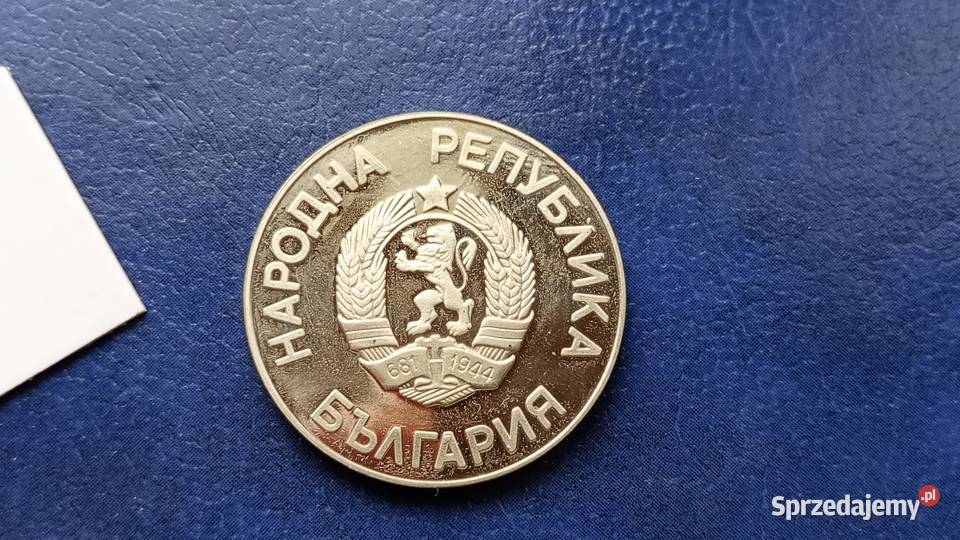 НАРОДНА РЕПУБЛИКА
БЪЛГАРИЯ
681 1944
Sprzedajemy.pl